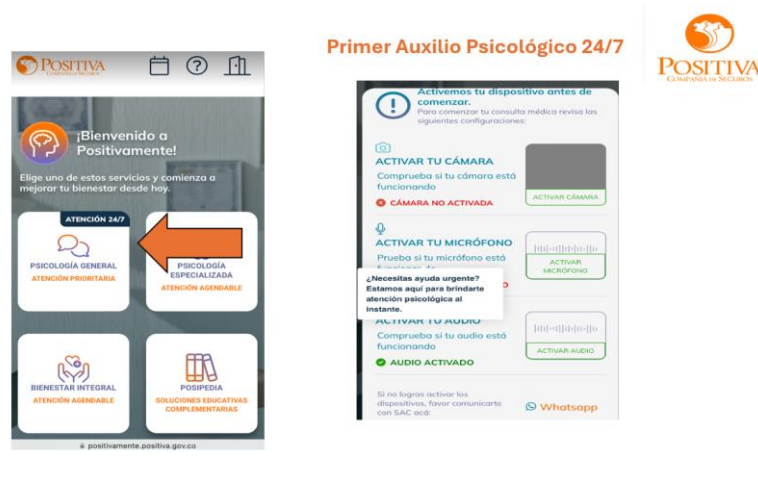 Primer Auxilio Psicológico 24/7
POSITIVA
COMPAÑÍA DE SEGUROS
POSITIVA
COMPAÑÍA DE SEGUROS
?
¡Bienvenido a
Positivamente!
Elige uno de estos servicios y comienza a
mejorar tu bienestar desde hoy.
ATENCIÓN 24/7
PSICOLOGÍA GENERAL
ATENCIÓN PRIORITARIA
PSICOLOGÍA
ESPECIALIZADA
ATENCIÓN AGENDABLE
BIENESTAR INTEGRAL
ATENCIÓN AGENDABLE
POSIPEDIA
SOLUCIONES EDUCATIVAS
COMPLEMENTARIAS
positivamente.positiva.gov.co
Activemos tu dispositivo antes de
comenzar.
Para comenzar tu consulta médica revisa las
siguientes configuraciones:
ACTIVAR TU CÁMARA
Comprueba si tu cámara está
funcionando
CÁMARA NO ACTIVADA
ACTIVAR CÁMARA
ACTIVAR TU MICRÓFONO
Prueba si tu micrófono está
ACTIVAR
MICRÓFONO
¿Necesitas ayuda urgente?
Estamos aquí para brindarte
atención psicológica al
instante.
ACTIVAR TU AUDIO
Comprueba si tu audio está
funcionando
AUDIO ACTIVADO
ACTIVAR AUDIO
Si no logras activar los
dispositivos, favor comunicarte
con SAC acá:
Whatsapp